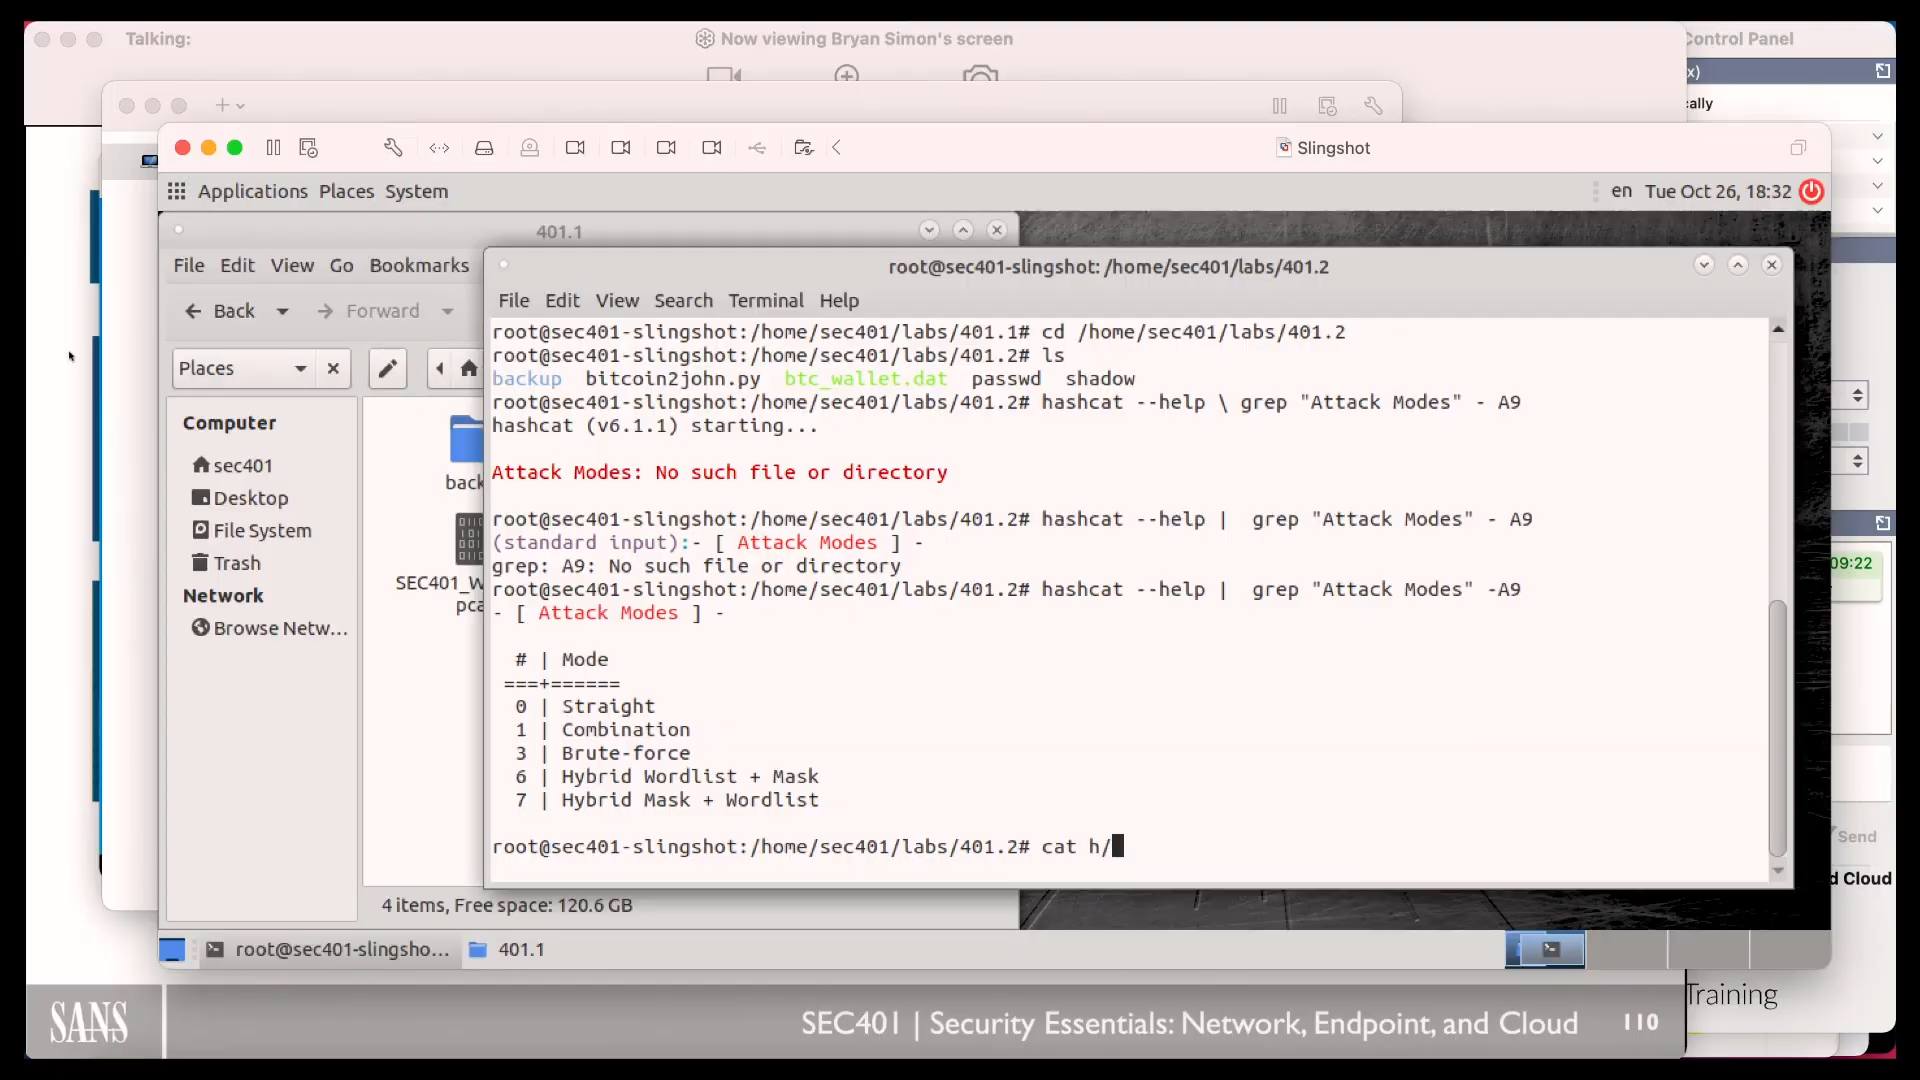 Talking:
Now viewing Bryan Simon's screen
Control Panel
x)
cally
Slingshot
Applications Places System
en Tue Oct 26, 18:32
401.1
File Edit View Go Bookmarks
Back Forward
Places
Computer
sec401
Desktop
File System
Trash
Network
Browse Netw...
back
SEC401_W
pca
4 items, Free space: 120.6 GB
root@sec401-slingshot: /home/sec401/labs/401.2
File Edit View Search Terminal Help
root@sec401-slingshot:/home/sec401/labs/401.1# cd /home/sec401/labs/401.2
root@sec401-slingshot:/home/sec401/labs/401.2# ls
backup bitcoin2john.py btc_wallet.dat passwd shadow
root@sec401-slingshot:/home/sec401/labs/401.2# hashcat --help \ grep "Attack Modes" - A9
hashcat (v6.1.1) starting...
Attack Modes: No such file or directory
root@sec401-slingshot:/home/sec401/labs/401.2# hashcat --help |  grep "Attack Modes" - A9
(standard input):- [ Attack Modes ] -
grep: A9: No such file or directory
root@sec401-slingshot:/home/sec401/labs/401.2# hashcat --help |  grep "Attack Modes" -A9
- [ Attack Modes ] -
# | Mode
===+======
0 | Straight
1 | Combination
3 | Brute-force
6 | Hybrid Wordlist + Mask
7 | Hybrid Mask + Wordlist
root@sec401-slingshot:/home/sec401/labs/401.2# cat h/
09:22
Send
d Cloud
root@sec401-slingsho... 401.1
Training
SANS
SEC401 | Security Essentials: Network, Endpoint, and Cloud 110